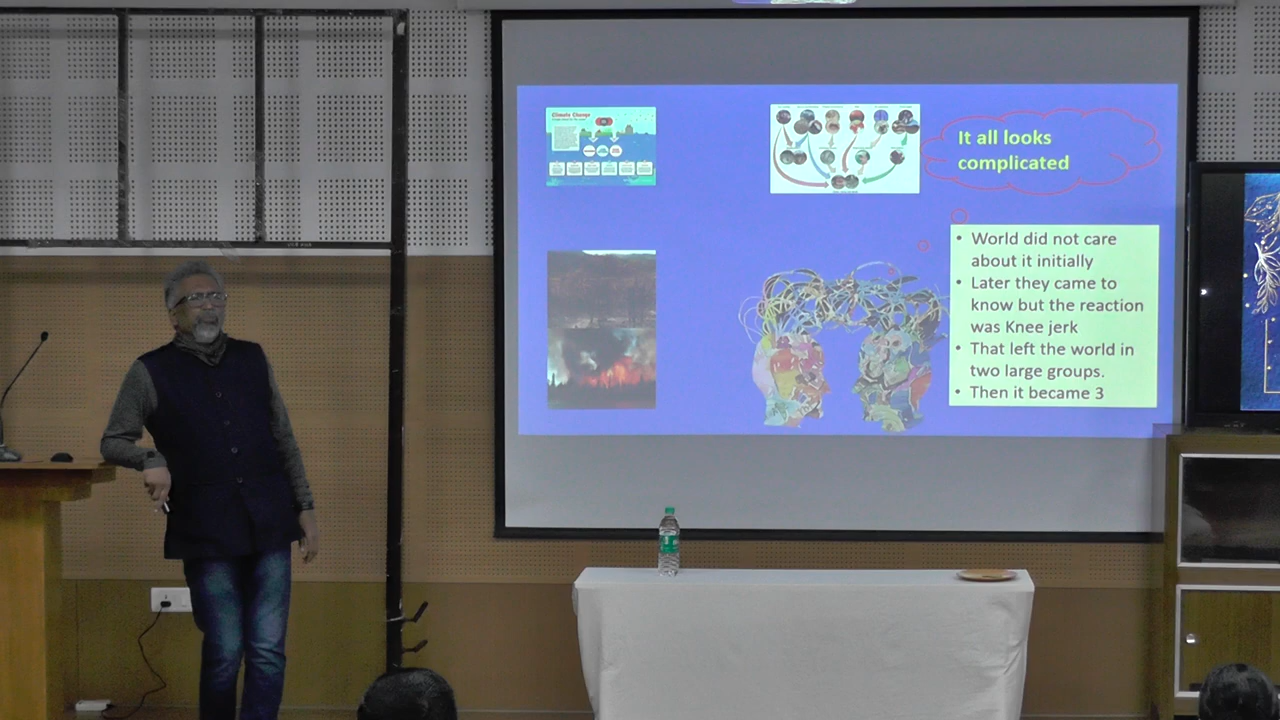 Climate Change
It all looks
complicated
• World did not care
about it initially
• Later they came to
know but the reaction
was Knee jerk
• That left the world in
two large groups.
• Then it became 3